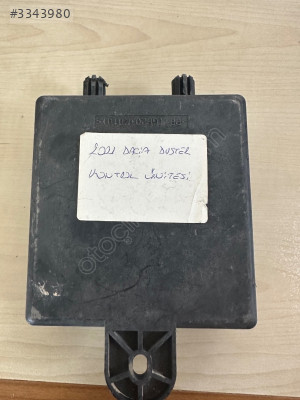 #3343980
2021 DACIA DUSTER
KONTROL ÜNİTESİ